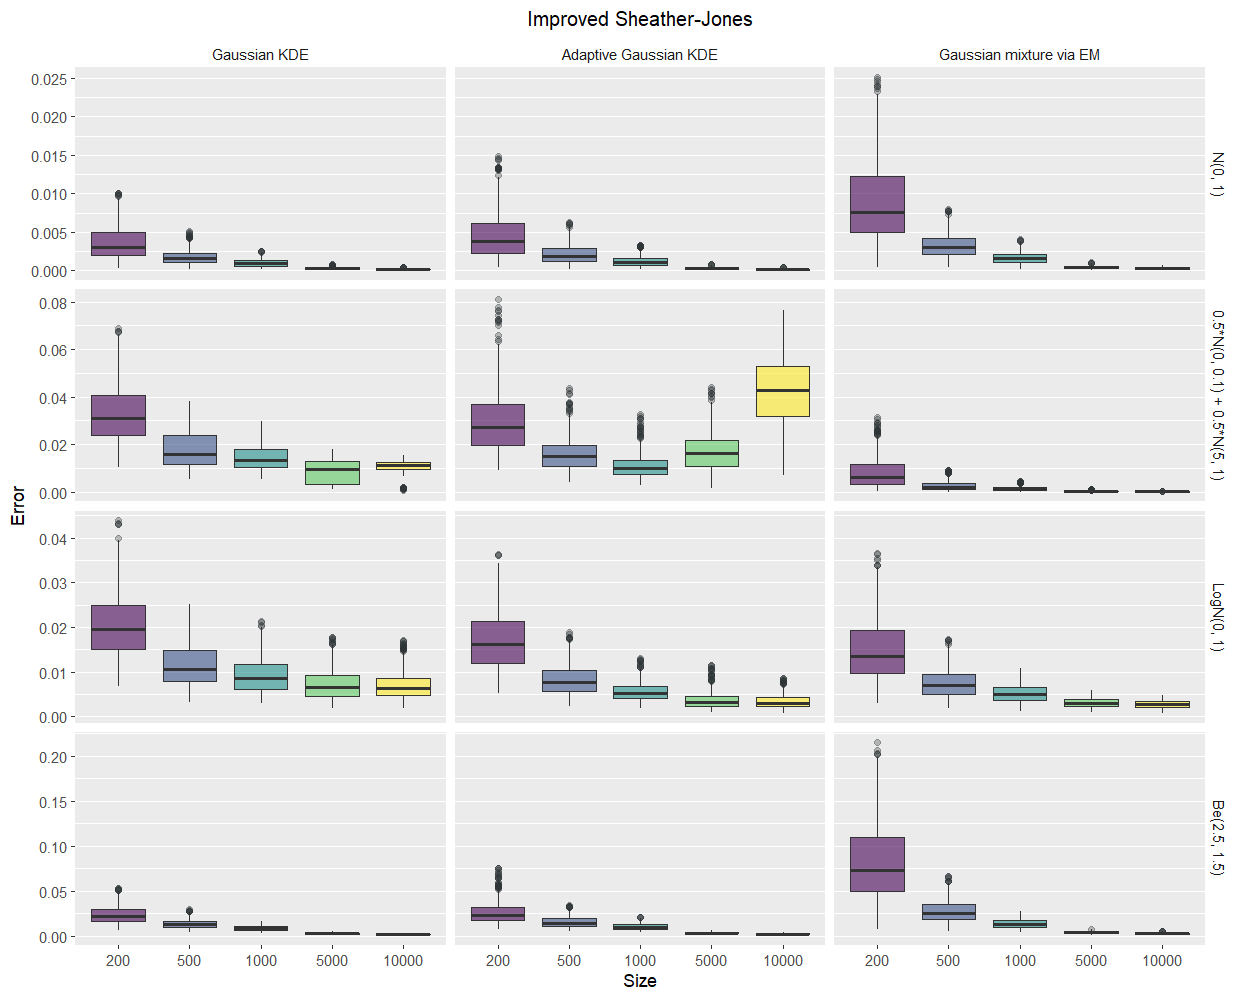 Improved Sheather-Jones
Gaussian KDE
Adaptive Gaussian KDE
Gaussian mixture via EM
0.025
0.020
0.015
0.010
0.005
0.000
N(0, 1)
0.08
0.06
0.04
0.02
0.00
0.5*N(0, 0.1) + 0.5*N(5, 1)
Error
0.04
0.03
0.02
0.01
0.00
LogN(0, 1)
0.20
0.15
0.10
0.05
0.00
Be(2.5, 1.5)
200 500 1000 5000 10000
200 500 1000 5000 10000
200 500 1000 5000 10000
Size